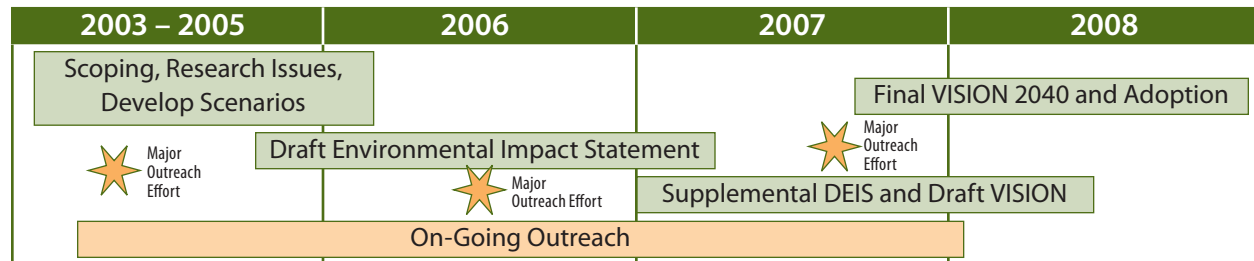 2003 – 2005
2006
2007
2008
Scoping, Research Issues,
Develop Scenarios
Final VISION 2040 and Adoption
Major
Outreach
Effort
Draft Environmental Impact Statement
Major
Outreach
Effort
Major
Outreach Effort
Supplemental DEIS and Draft VISION
On-Going Outreach